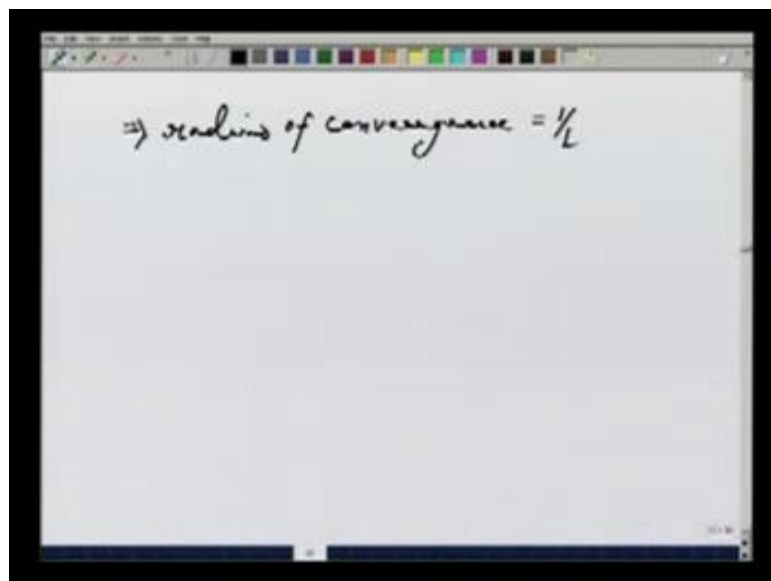 ⇒ radius of convergence = 1/L